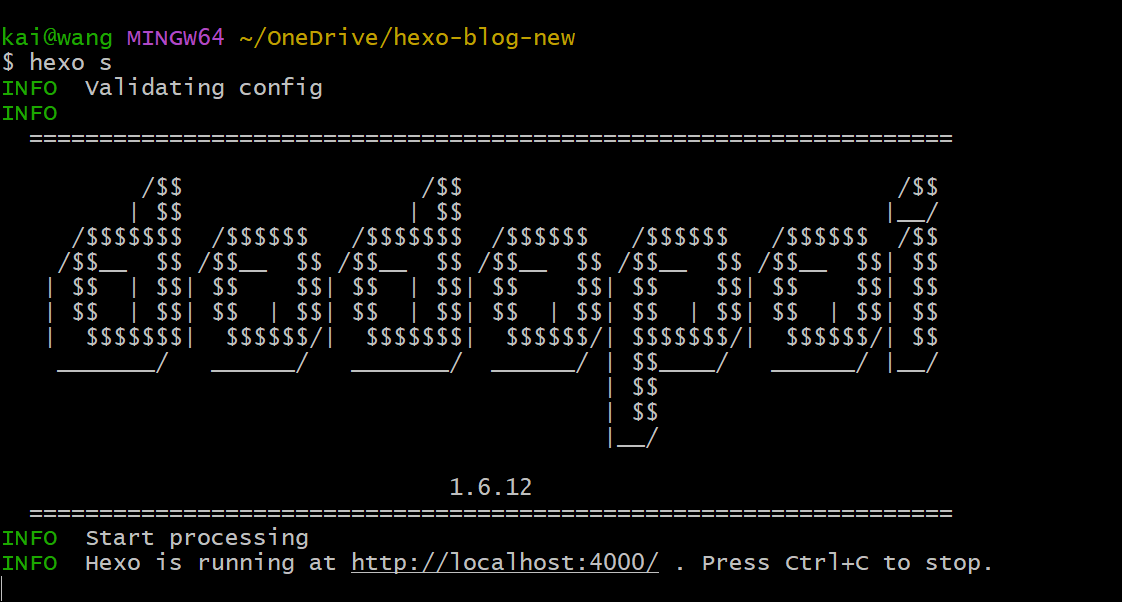 kai@wang MINGW64 ~/OneDrive/hexo-blog-new
$ hexo s
INFO  Validating config
INFO
  ==================================================================

          /$$                 /$$                               /$$
         | $$                | $$                              |__/
     /$$$$$$$  /$$$$$$   /$$$$$$$  /$$$$$$   /$$$$$$   /$$$$$$  /$$
    /$$__  $$ /$$__  $$ /$$__  $$ /$$__  $$ /$$__  $$ /$$__  $$| $$
   | $$  | $$| $$    $$| $$  | $$| $$    $$| $$    $$| $$    $$| $$
   | $$  | $$| $$  | $$| $$  | $$| $$  | $$| $$  | $$| $$  | $$| $$
   |  $$$$$$$|  $$$$$$/|  $$$$$$$|  $$$$$$/| $$$$$$$/|  $$$$$$/| $$
    _______/   ______/   _______/  ______/ | $$____/   ______/ |__/
                                           | $$
                                           | $$
                                           |__/

                                1.6.12
  ==================================================================
INFO  Start processing
INFO  Hexo is running at http://localhost:4000/ . Press Ctrl+C to stop.